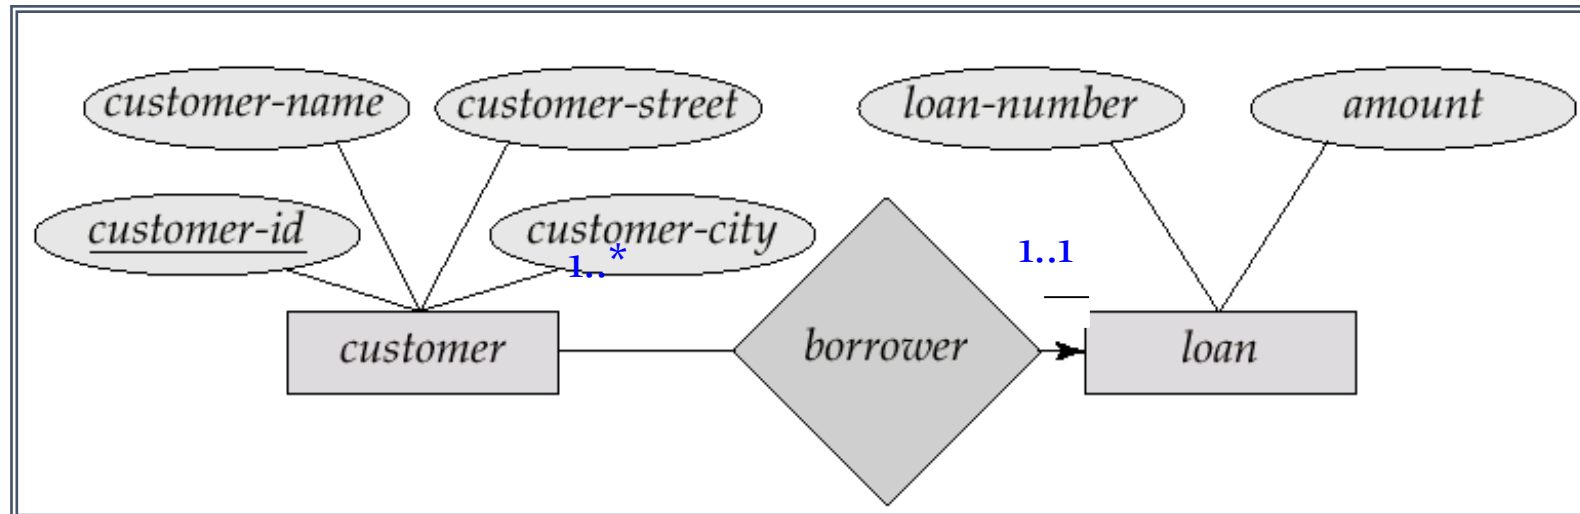 customer-name customer-street loan-number amount
customer-id customer-city
1..* 1..1
customer borrower loan